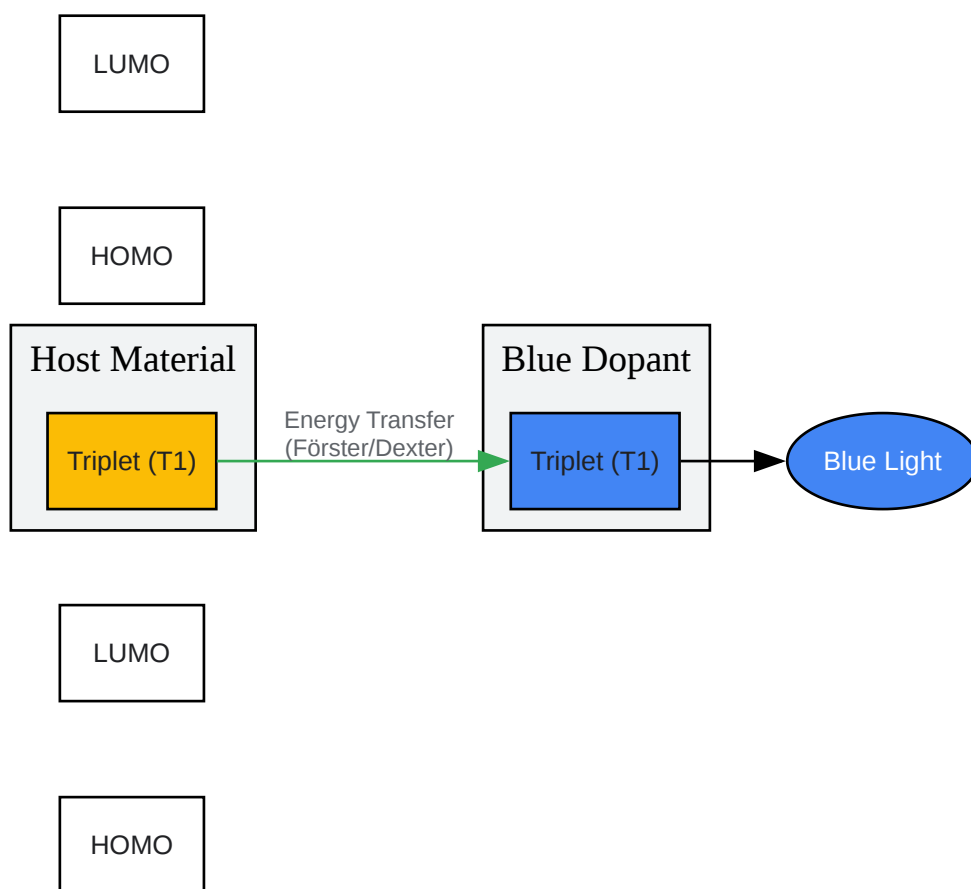 LUMO
HOMO
Host Material
Triplet (T1)
Energy Transfer
(Förster/Dexter)
Blue Dopant
Triplet (T1)
Blue Light
LUMO
HOMO